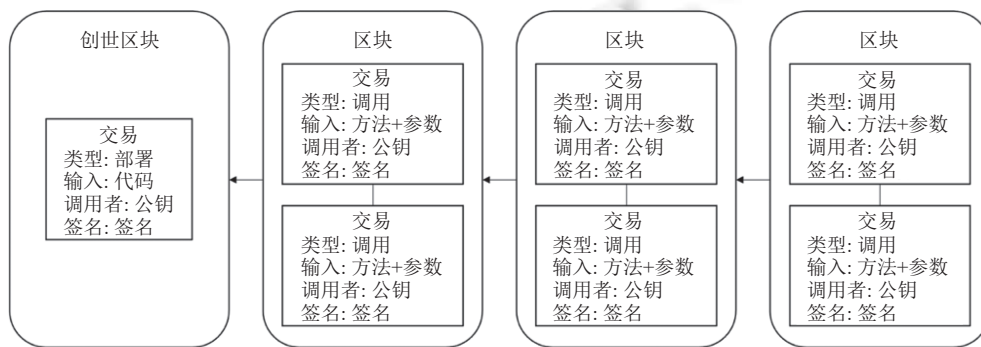 创世区块
交易
类型: 部署
输入: 代码
调用者: 公钥
签名: 签名
区块
交易
类型: 调用
输入: 方法+参数
调用者: 公钥
签名: 签名
交易
类型: 调用
输入: 方法+参数
调用者: 公钥
签名: 签名
区块
交易
类型: 调用
输入: 方法+参数
调用者: 公钥
签名: 签名
交易
类型: 调用
输入: 方法+参数
调用者: 公钥
签名: 签名
区块
交易
类型: 调用
输入: 方法+参数
调用者: 公钥
签名: 签名
交易
类型: 调用
输入: 方法+参数
调用者: 公钥
签名: 签名